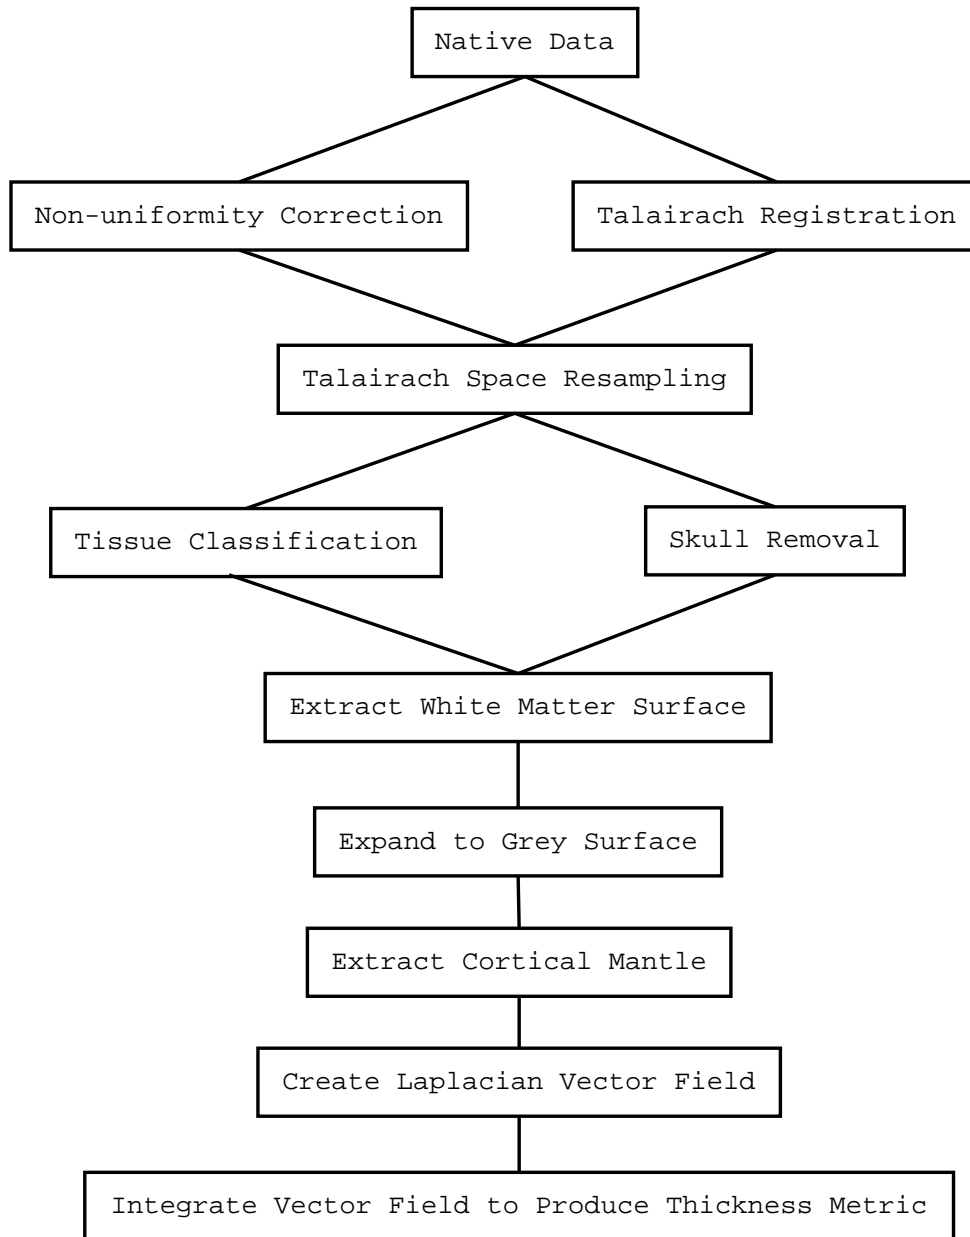 Native Data
Non-uniformity Correction
Talairach Registration
Talairach Space Resampling
Tissue Classification
Skull Removal
Extract White Matter Surface
Expand to Grey Surface
Extract Cortical Mantle
Create Laplacian Vector Field
Integrate Vector Field to Produce Thickness Metric